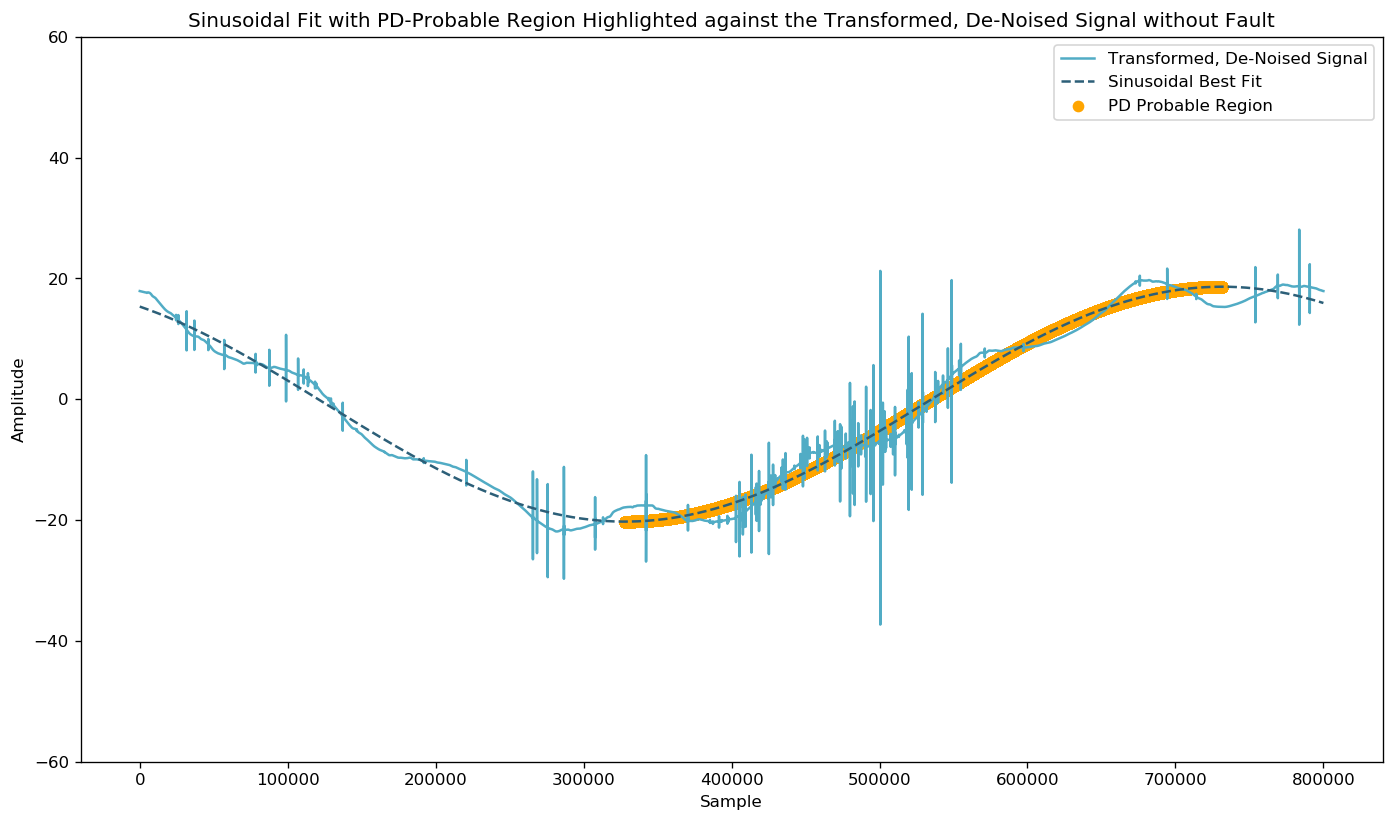 Sinusoidal Fit with PD-Probable Region Highlighted against the Transformed, De-Noised Signal without Fault
Transformed, De-Noised Signal
Sinusoidal Best Fit
PD Probable Region
60
40
20
0
−20
−40
−60
Amplitude
0 100000 200000 300000 400000 500000 600000 700000 800000
Sample